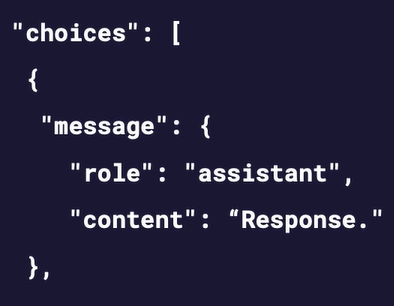 "choices": [
{
"message": {
"role": "assistant",
"content": “Response."
},